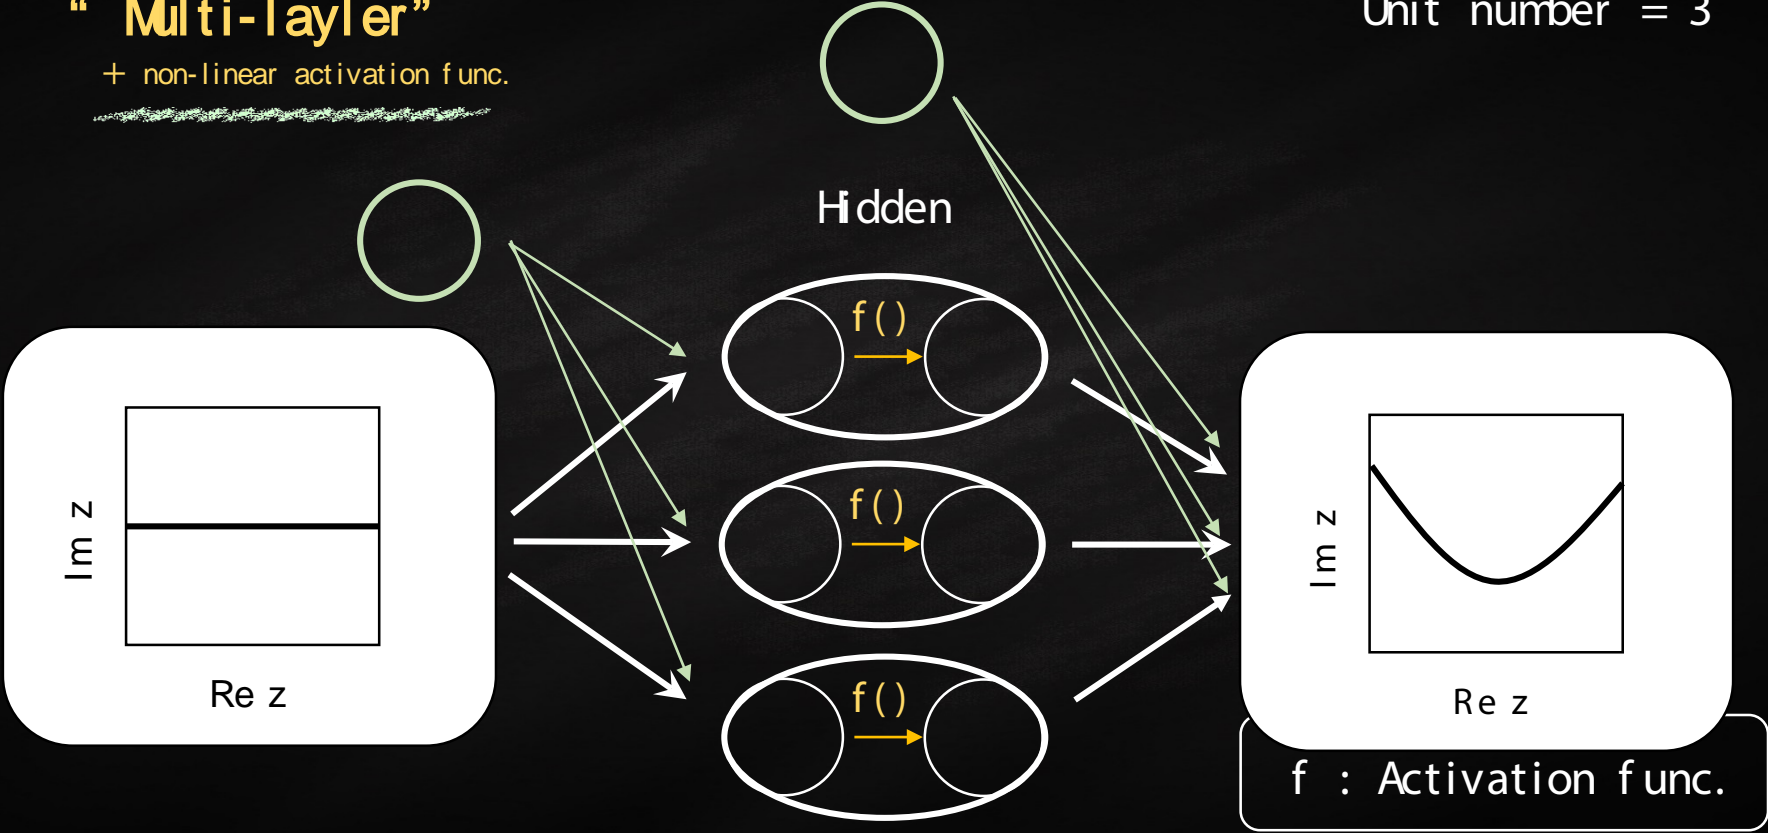 “ Multi-layler”
+ non-linear activation func.
Unit number = 3
Hidden
f()
f()
f()
Im z
Re z
Im z
Re z
f : Activation func.